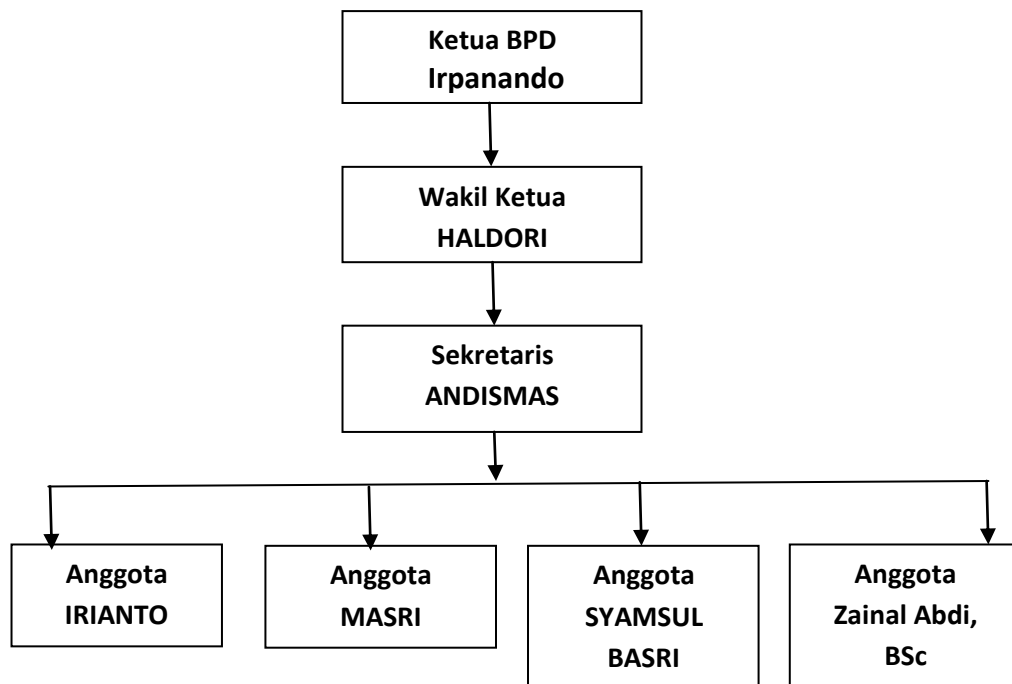 Ketua BPD
Irpanando
Wakil Ketua
HALDORI
Sekretaris
ANDISMAS
Anggota
IRIANTO
Anggota
MASRI
Anggota
SYAMSUL
BASRI
Anggota
Zainal Abdi,
BSc